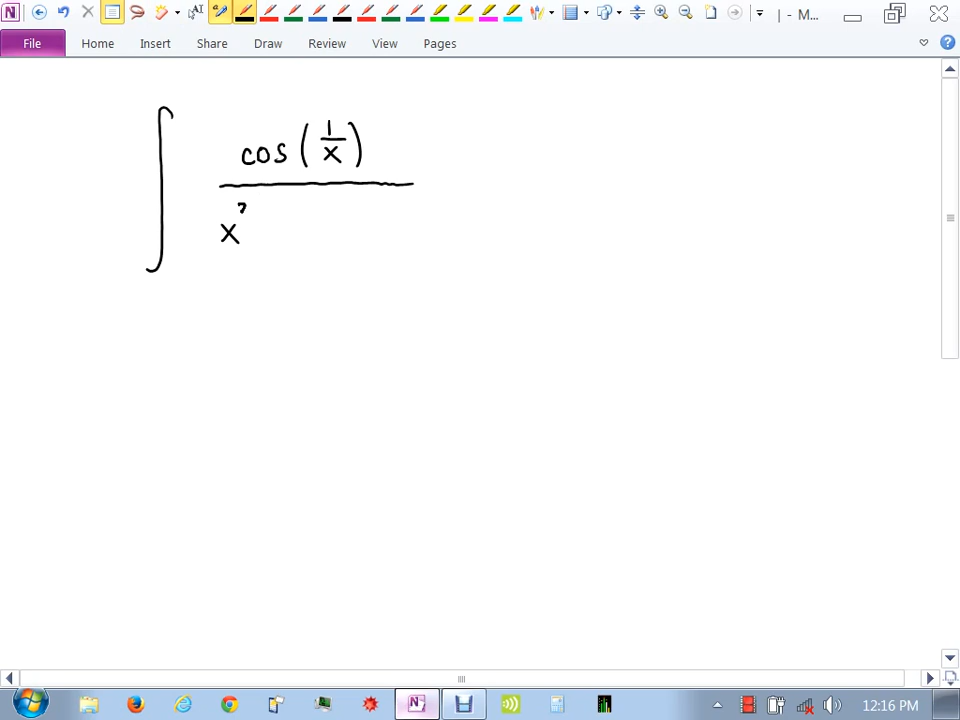 - M...
File Home Insert Share Draw Review View Pages
∫ cos(1/x)
x²
12:16 PM